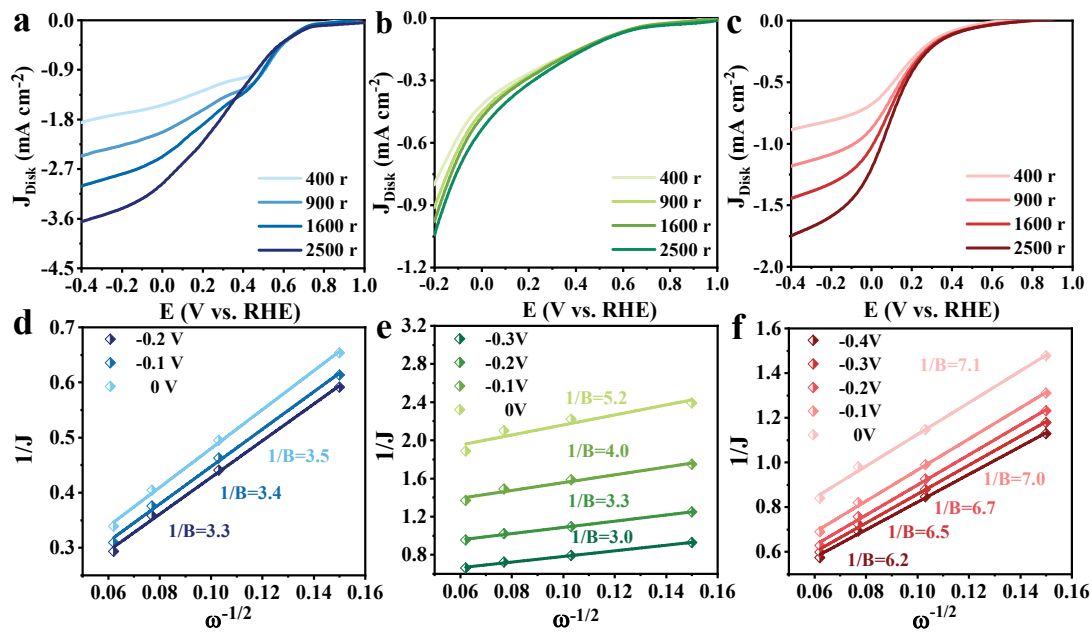 a
0.0
-0.9
-1.8
-2.7
-3.6
-4.5
J_Disk (mA cm⁻²)
400 r
900 r
1600 r
2500 r
-0.4 -0.2 0.0 0.2 0.4 0.6 0.8 1.0
E (V vs. RHE)
b
0.0
-0.3
-0.6
-0.9
-1.2
J_Disk (mA cm⁻²)
400 r
900 r
1600 r
2500 r
-0.2 0.0 0.2 0.4 0.6 0.8 1.0
E (V vs. RHE)
c
0.0
-0.5
-1.0
-1.5
-2.0
J_Disk (mA cm⁻²)
400 r
900 r
1600 r
2500 r
-0.4 -0.2 0.0 0.2 0.4 0.6 0.8 1.0
E (V vs. RHE)
d
0.7
0.6
0.5
0.4
0.3
1/J
-0.2 V
-0.1 V
0 V
1/B=3.5
1/B=3.4
1/B=3.3
0.06 0.08 0.10 0.12 0.14 0.16
ω⁻¹/²
e
3.2
2.4
2.0
1.6
1.2
0.8
1/J
-0.3V
-0.2V
-0.1V
0V
1/B=5.2
1/B=4.0
1/B=3.3
1/B=3.0
0.06 0.08 0.10 0.12 0.14 0.16
ω⁻¹/²
f
1.6
1.4
1.2
1.0
0.8
0.6
1/J
-0.4V
-0.3V
-0.2V
-0.1V
0V
1/B=7.1
1/B=7.0
1/B=6.7
1/B=6.5
1/B=6.2
0.06 0.08 0.10 0.12 0.14 0.16
ω⁻¹/²